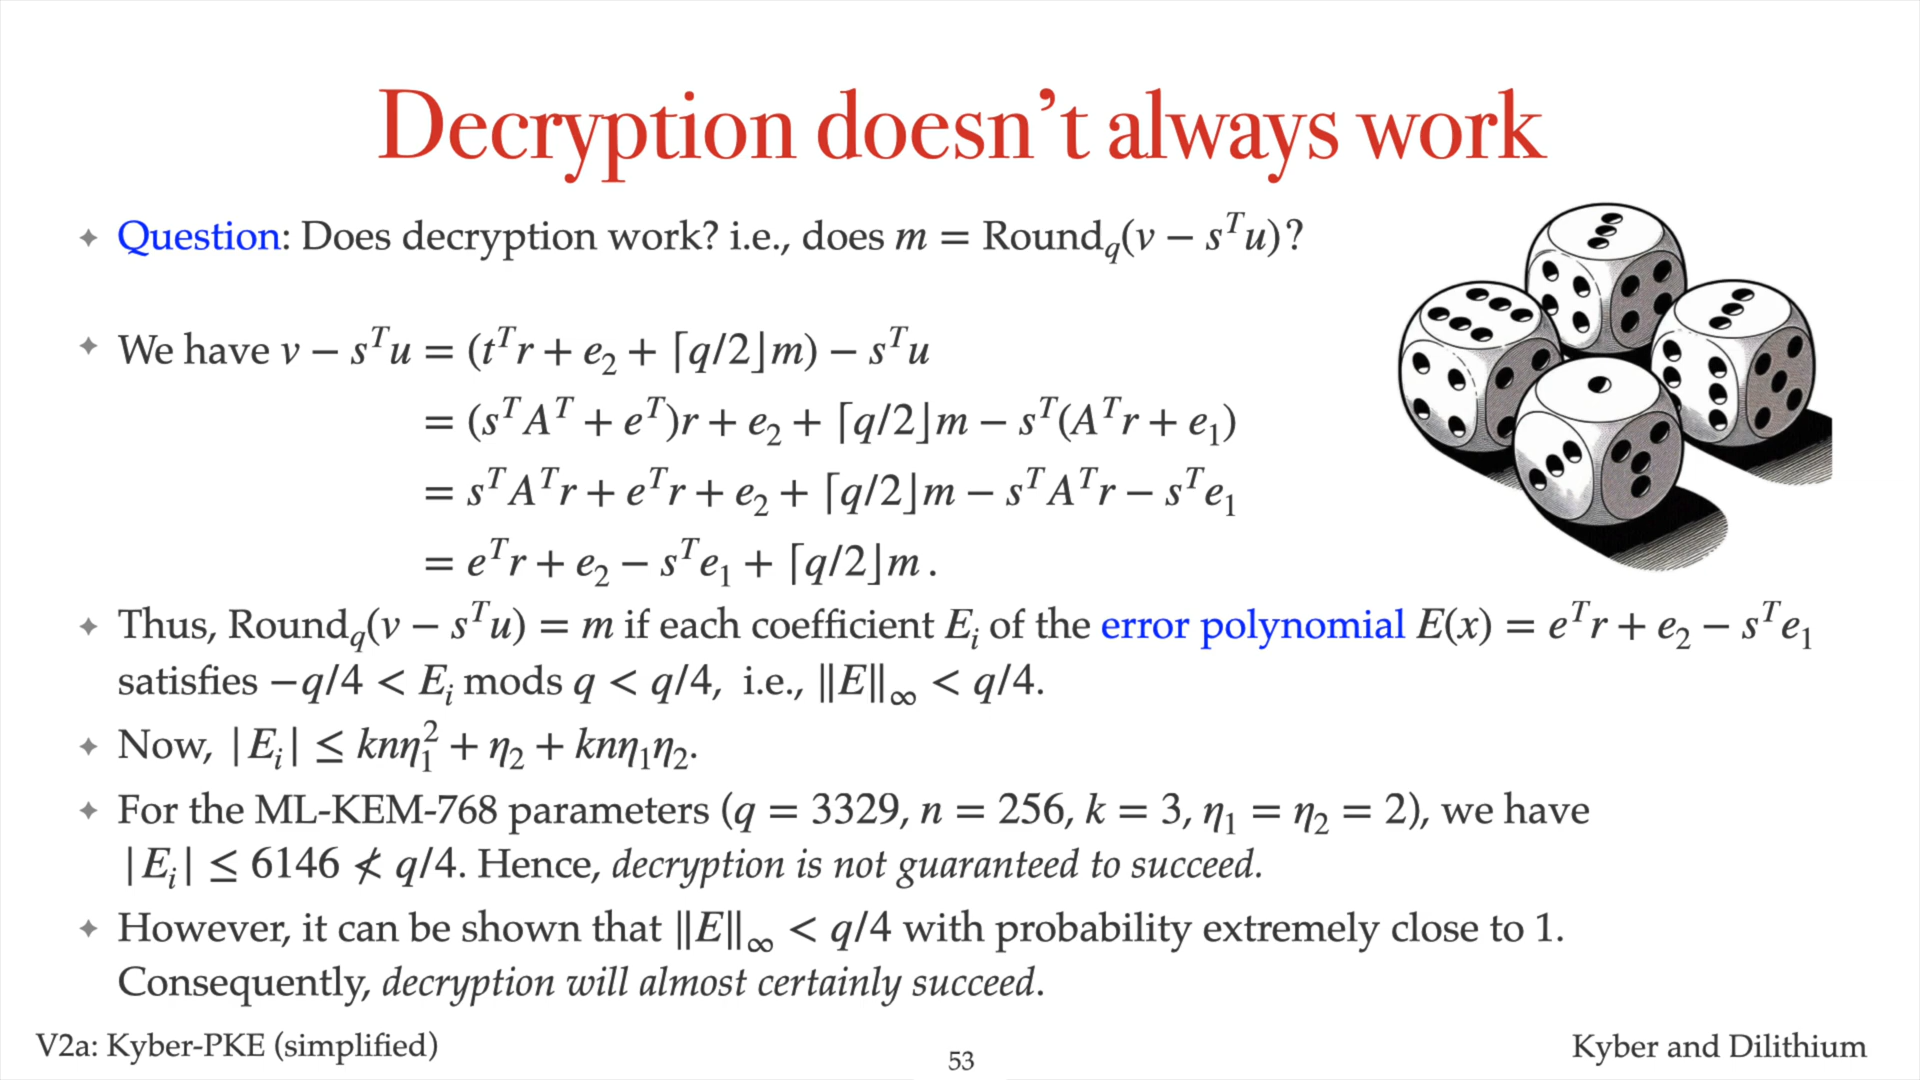 Decryption doesn't always work
✦ Question: Does decryption work? i.e., does m = Round_q(v − s^T u)?
✦ We have v − s^T u = (t^T r + e_2 + ⌈q/2⌋m) − s^T u
= (s^T A^T + e^T)r + e_2 + ⌈q/2⌋m − s^T(A^T r + e_1)
= s^T A^T r + e^T r + e_2 + ⌈q/2⌋m − s^T A^T r − s^T e_1
= e^T r + e_2 − s^T e_1 + ⌈q/2⌋m.
✦ Thus, Round_q(v − s^T u) = m if each coefficient E_i of the error polynomial E(x) = e^T r + e_2 − s^T e_1
satisfies −q/4 < E_i mods q < q/4, i.e., ‖E‖_∞ < q/4.
✦ Now, |E_i| ≤ knη_1^2 + η_2 + knη_1η_2.
✦ For the ML-KEM-768 parameters (q = 3329, n = 256, k = 3, η_1 = η_2 = 2), we have
|E_i| ≤ 6146 ≮ q/4. Hence, decryption is not guaranteed to succeed.
✦ However, it can be shown that ‖E‖_∞ < q/4 with probability extremely close to 1.
Consequently, decryption will almost certainly succeed.
V2a: Kyber-PKE (simplified)
53
Kyber and Dilithium